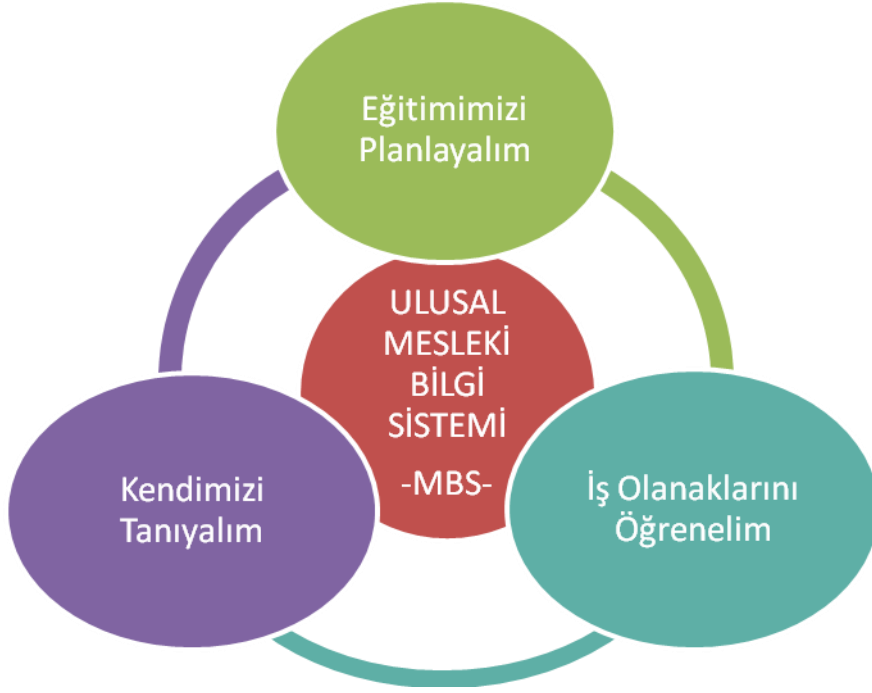 Eğitimimizi
Planlayalım
ULUSAL
MESLEKİ
BİLGİ
SİSTEMİ
-MBS-
Kendimizi
Tanıyalım
İş Olanaklarını
Öğrenelim